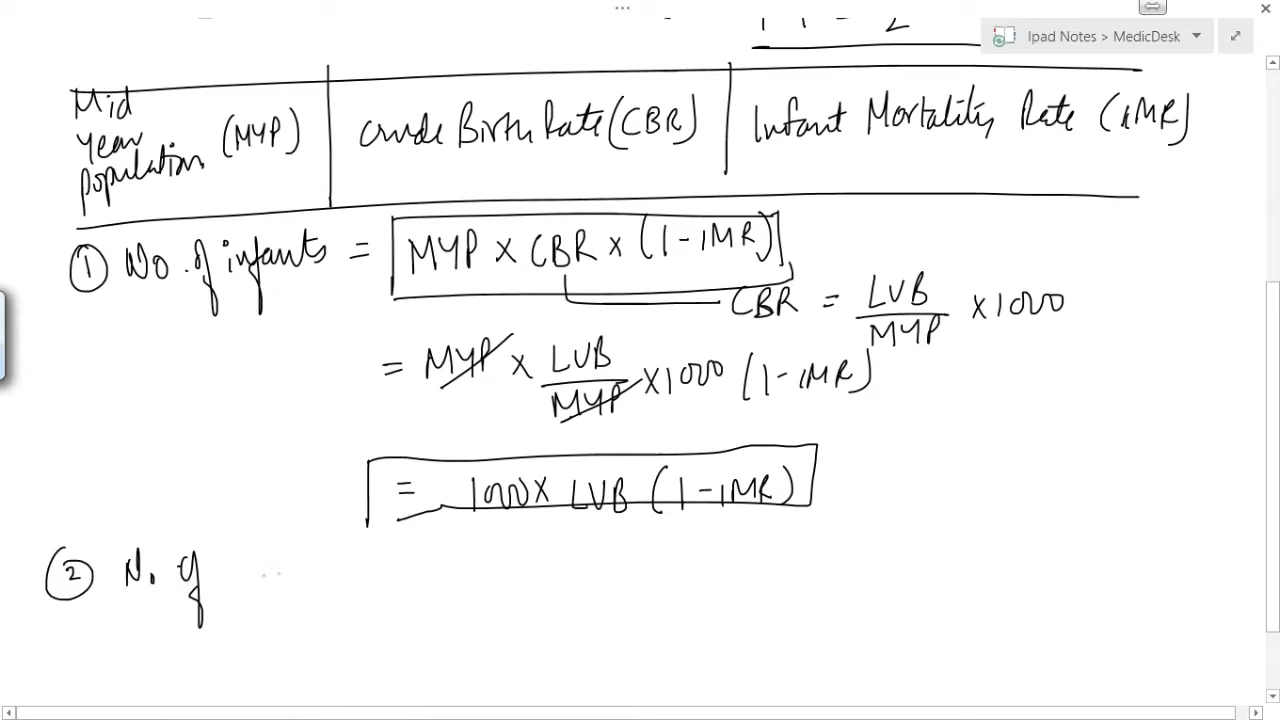 Ipad Notes > MedicDesk
Mid year population (MYP)
Crude Birth Rate (CBR)
Infant Mortality Rate (IMR)
① No. of infants = MYP × CBR × (1 - IMR)
CBR = LVB / MYP × 1000
= MYP × LVB / MYP × 1000 (1 - IMR)
= 1000 × LVB (1 - IMR)
② N. of